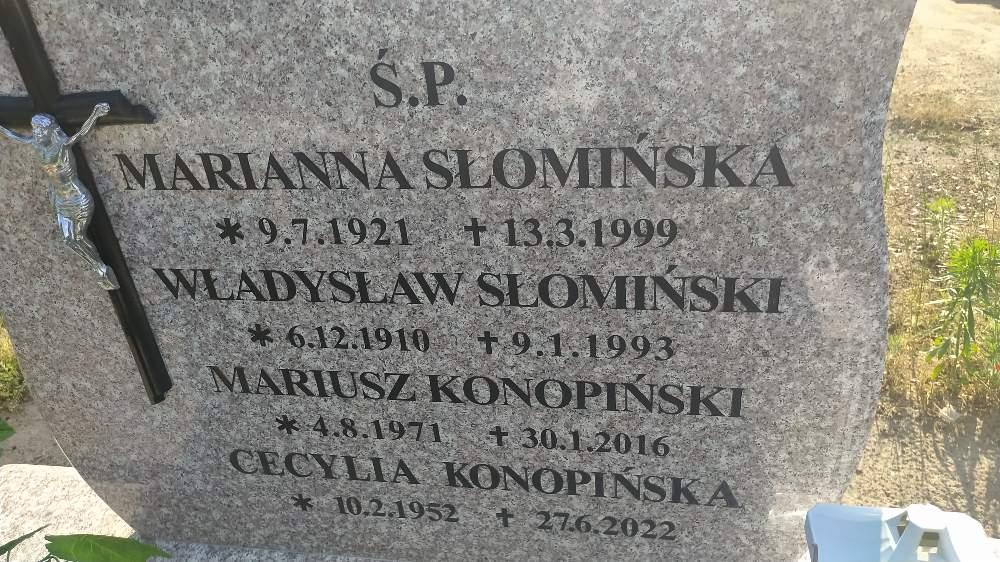 Ś.P.
MARIANNA SŁOMIŃSKA
* 9.7.1921 ✝ 13.3.1999
WŁADYSŁAW SŁOMIŃSKI
* 6.12.1910 ✝ 9.1.1993
MARIUSZ KONOPIŃSKI
* 4.8.1971 ✝ 30.1.2016
CECYLIA KONOPIŃSKA
* 10.2.1952 ✝ 27.6.2022